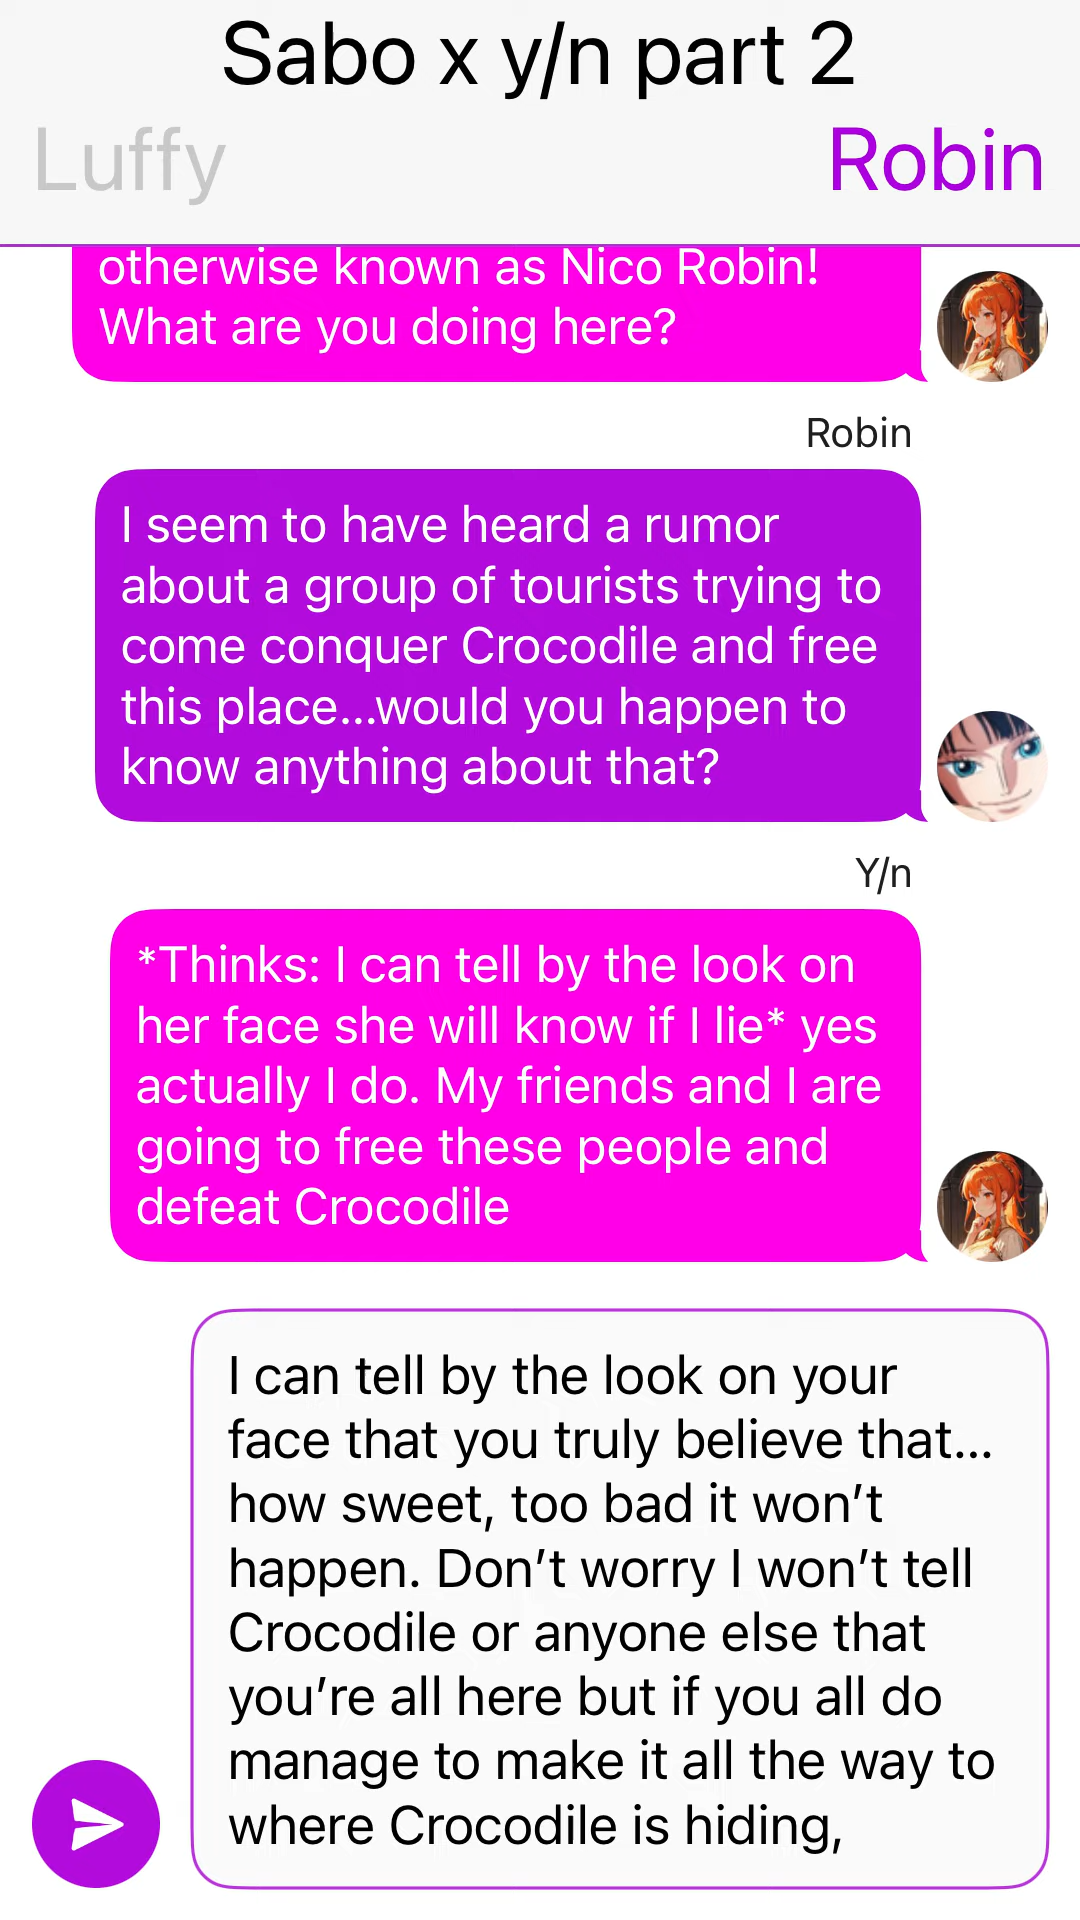 Sabo x y/n part 2
Luffy
Robin
otherwise known as Nico Robin!
What are you doing here?
Robin
I seem to have heard a rumor
about a group of tourists trying to
come conquer Crocodile and free
this place...would you happen to
know anything about that?
Y/n
*Thinks: I can tell by the look on
her face she will know if I lie* yes
actually I do. My friends and I are
going to free these people and
defeat Crocodile
I can tell by the look on your
face that you truly believe that...
how sweet, too bad it won’t
happen. Don’t worry I won’t tell
Crocodile or anyone else that
you’re all here but if you all do
manage to make it all the way to
where Crocodile is hiding,